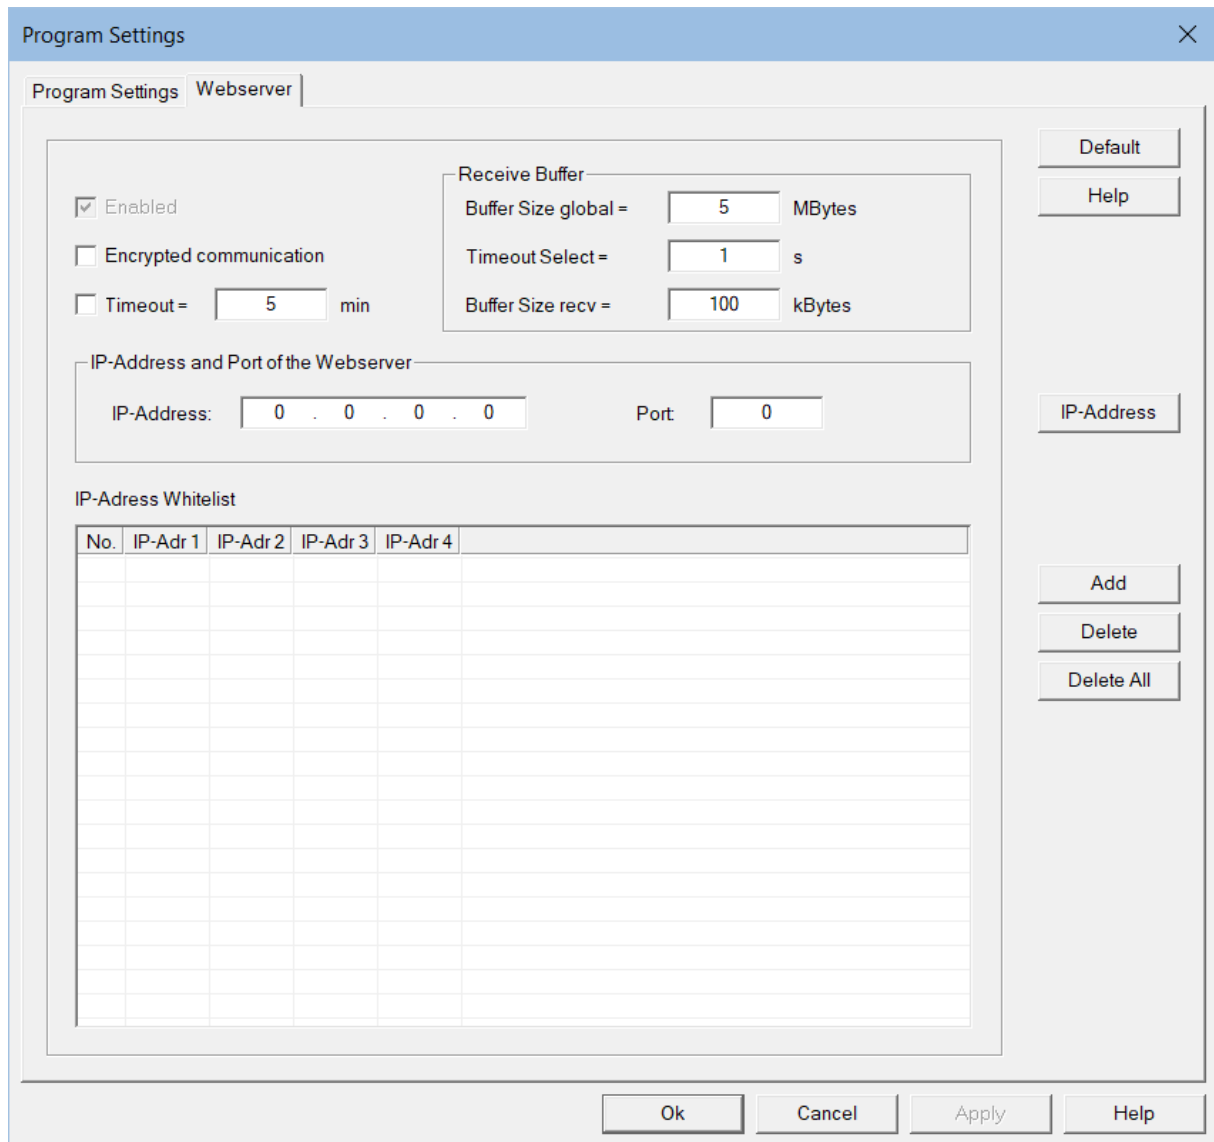 Program Settings
Program Settings Webserver
Default
Help
Receive Buffer
Enabled
Buffer Size global = 5 MBytes
Encrypted communication
Timeout Select = 1 s
Timeout = 5 min
Buffer Size recv = 100 kBytes
IP-Address and Port of the Webserver
IP-Address: 0 . 0 . 0 . 0 Port: 0
IP-Address
IP-Adress Whitelist
No. IP-Adr 1 IP-Adr 2 IP-Adr 3 IP-Adr 4
Add
Delete
Delete All
Ok Cancel Apply Help